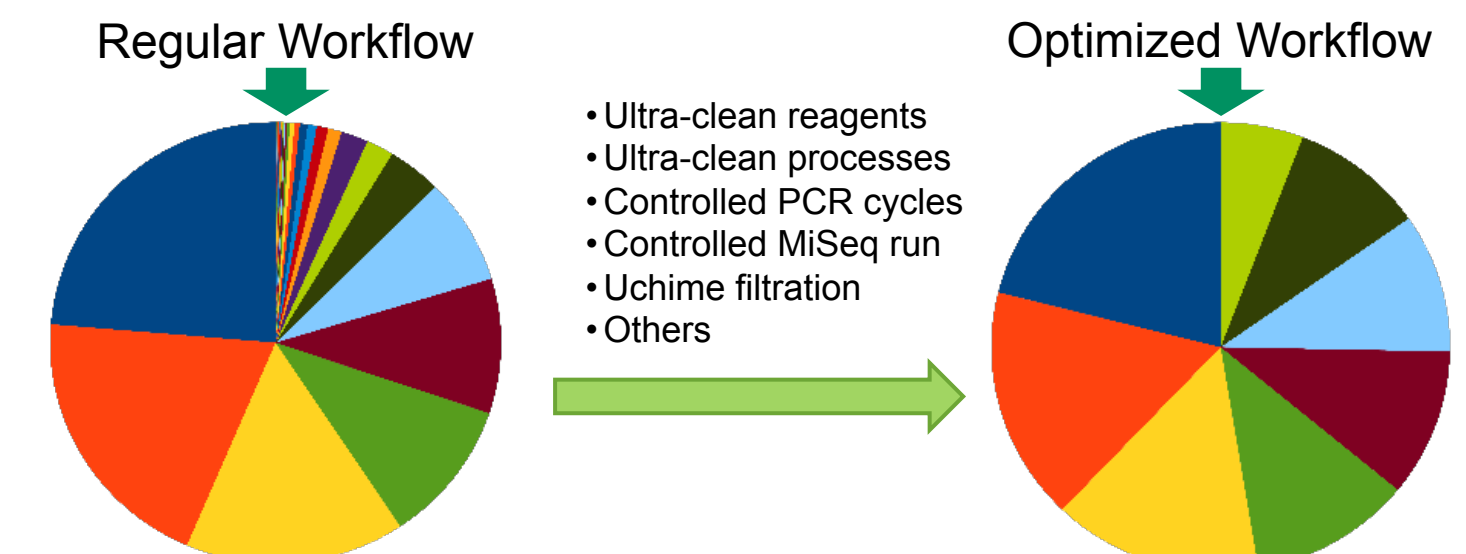 Regular Workflow
Optimized Workflow
•Ultra-clean reagents
•Ultra-clean processes
•Controlled PCR cycles
•Controlled MiSeq run
•Uchime filtration
•Others